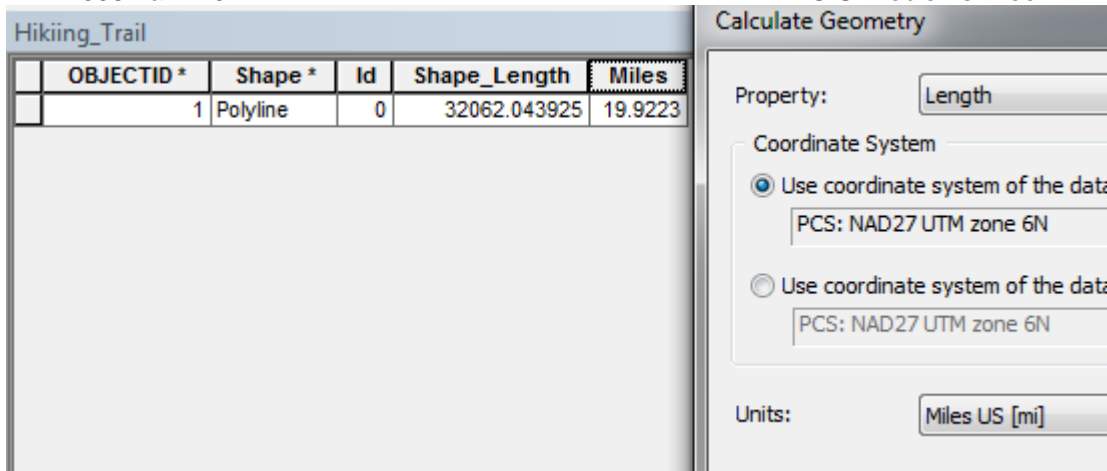 Hikiing_Trail
OBJECTID * Shape * Id Shape_Length Miles
1 Polyline 0 32062.043925 19.9223
Calculate Geometry
Property: Length
Coordinate System
Use coordinate system of the data
PCS: NAD27 UTM zone 6N
Use coordinate system of the data
PCS: NAD27 UTM zone 6N
Units: Miles US [mi]